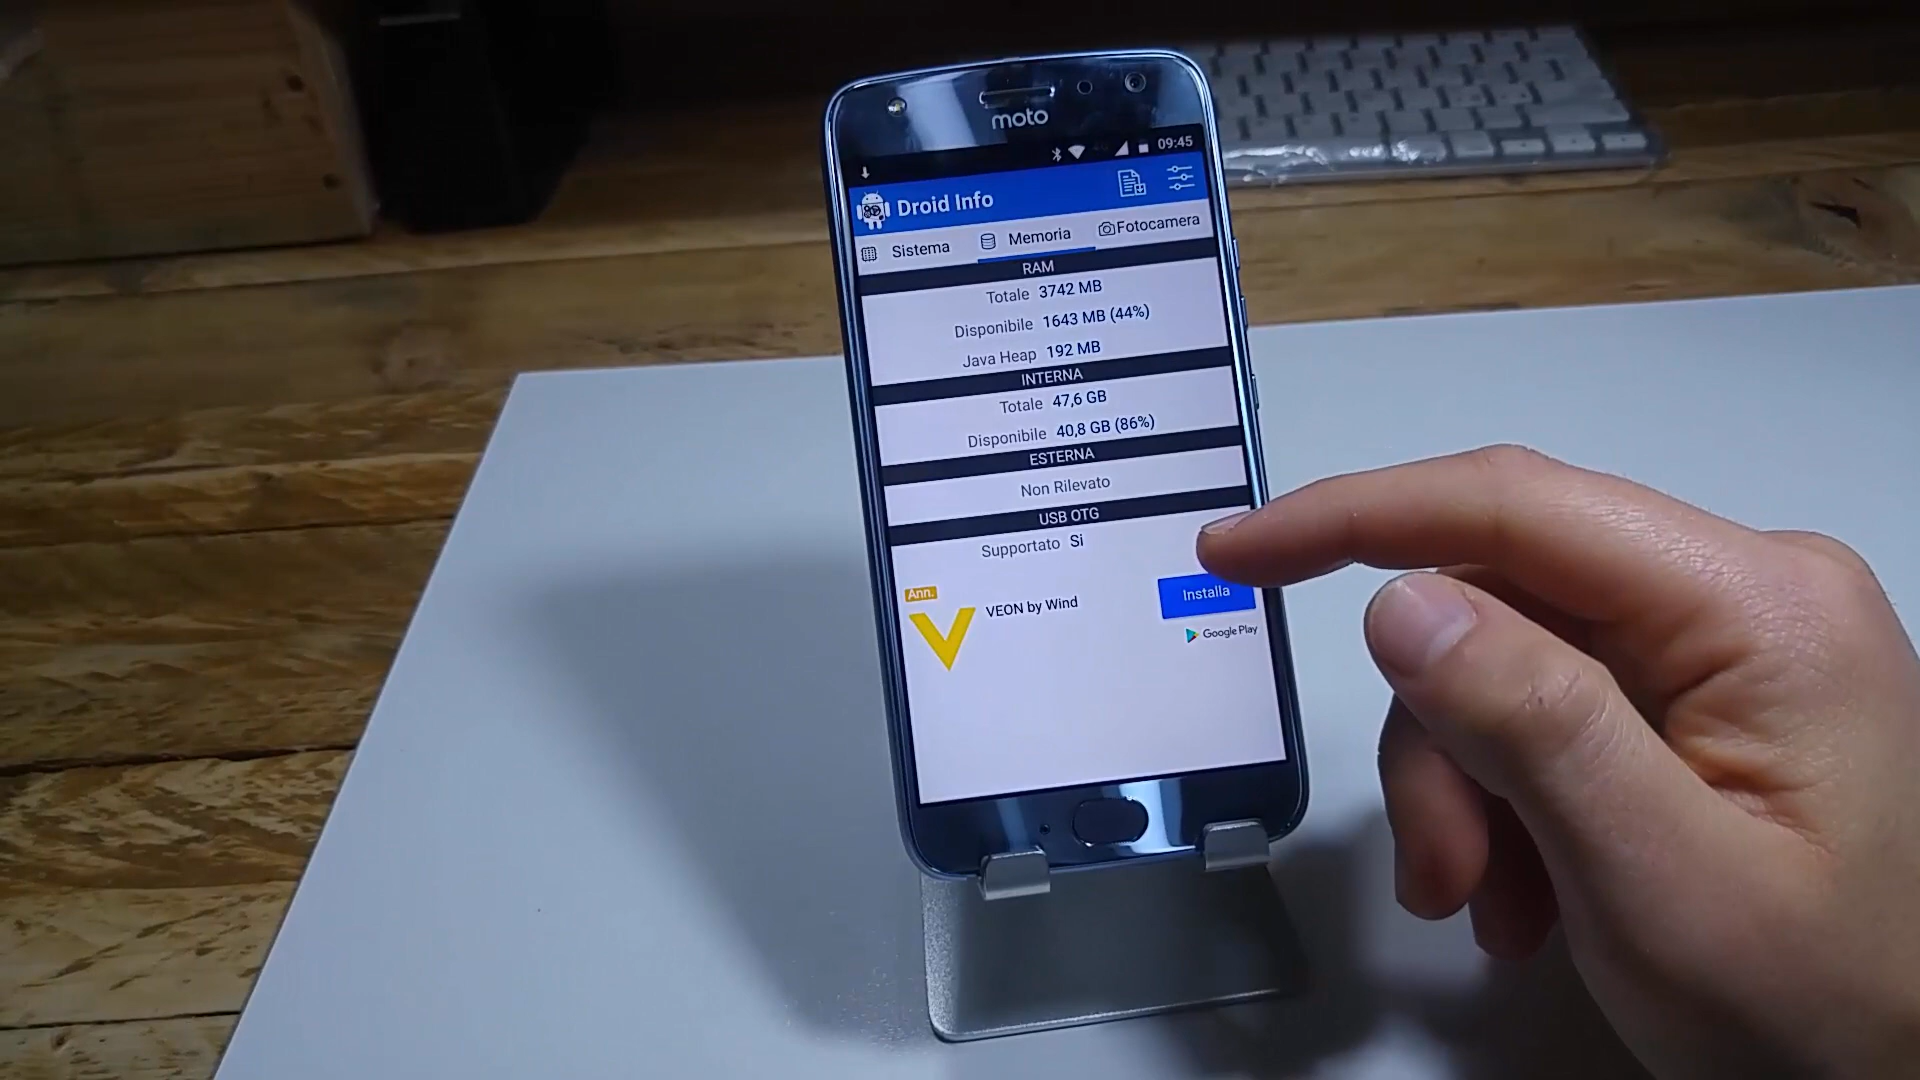 moto
09:45
Droid Info
Sistema Memoria Fotocamera
RAM
Totale 3742 MB
Disponibile 1643 MB (44%)
Java Heap 192 MB
INTERNA
Totale 47,6 GB
Disponibile 40,8 GB (86%)
ESTERNA
Non Rilevato
USB OTG
Supportato Si
Ann.
VEON by Wind
Installa
Google Play